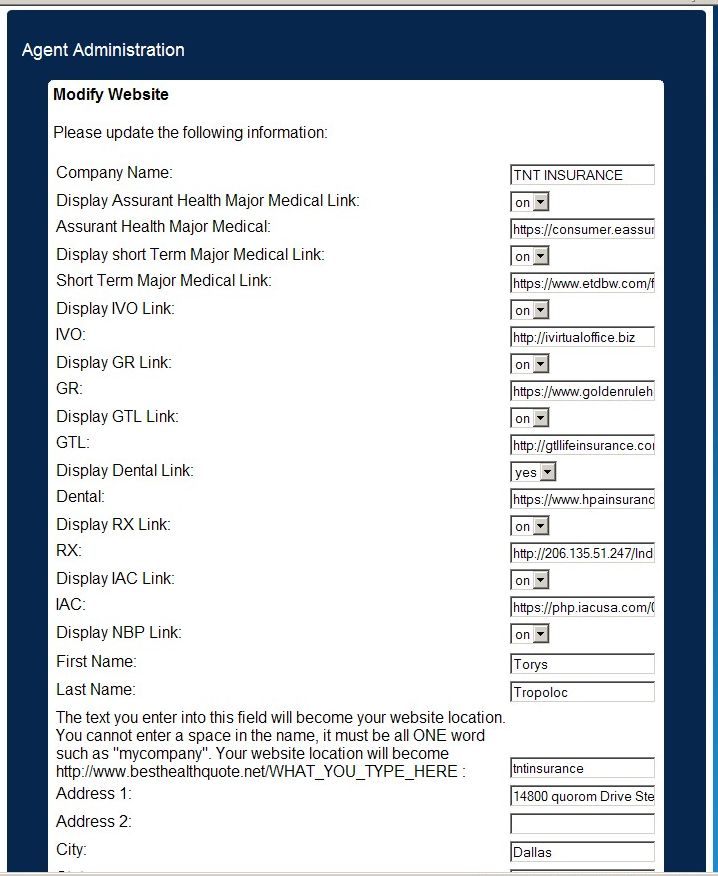 Agent Administration
Modify Website
Please update the following information:
Company Name: TNT INSURANCE
Display Assurant Health Major Medical Link: on
Assurant Health Major Medical: https://consumer.eassur
Display short Term Major Medical Link: on
Short Term Major Medical Link: https://www.etdbw.com/f
Display IVO Link: on
IVO: http://ivirtualoffice.biz
Display GR Link: on
GR: https://www.goldenruleh
Display GTL Link: on
GTL: http://gtllifeinsurance.com
Display Dental Link: yes
Dental: https://www.hpainsuranc
Display RX Link: on
RX: http://206.135.51.247/Ind
Display IAC Link: on
IAC: https://php.iacusa.com/0
Display NBP Link: on
First Name: Torys
Last Name: Tropoloc
The text you enter into this field will become your website location.
You cannot enter a space in the name, it must be all ONE word
such as "mycompany". Your website location will become
http://www.besthealthquote.net/WHAT_YOU_TYPE_HERE : tntinsurance
Address 1: 14800 quorom Drive Ste
Address 2:
City: Dallas